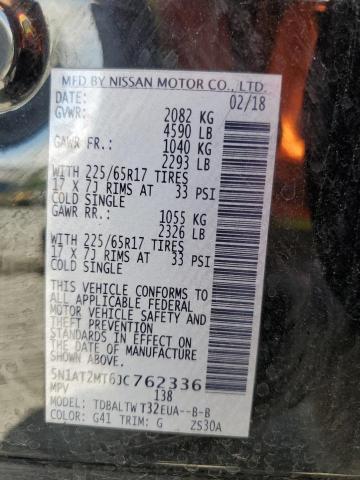 MFD BY NISSAN MOTOR CO., LTD.
DATE: 02/18
GVWR: 2082 KG
4590 LB
GAWR FR.: 1040 KG
2293 LB
WITH 225/65R17 TIRES
17 X 7J RIMS AT 33 PSI
COLD SINGLE
GAWR RR.: 1055 KG
2326 LB
WITH 225/65R17 TIRES
17 X 7J RIMS AT 33 PSI
COLD SINGLE
THIS VEHICLE CONFORMS TO
ALL APPLICABLE FEDERAL
MOTOR VEHICLE SAFETY AND
THEFT PREVENTION
STANDARDS IN EFFECT ON
THE DATE OF MANUFACTURE
SHOWN ABOVE.
5N1AT2MT6JC762336
MPV 138
MODEL: TDBALTW T32EUA--B-B
COLOR: G41 TRIM: G ZS30A